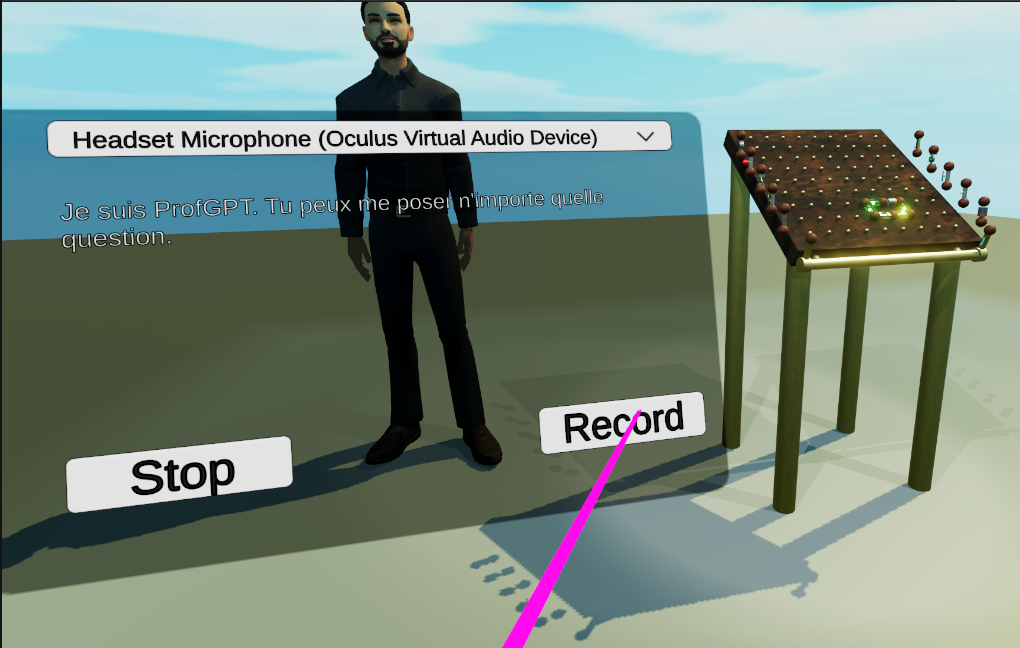 Headset Microphone (Oculus Virtual Audio Device)
Je suis ProfGPT. Tu peux me poser n'importe quelle
question.
Record
Stop